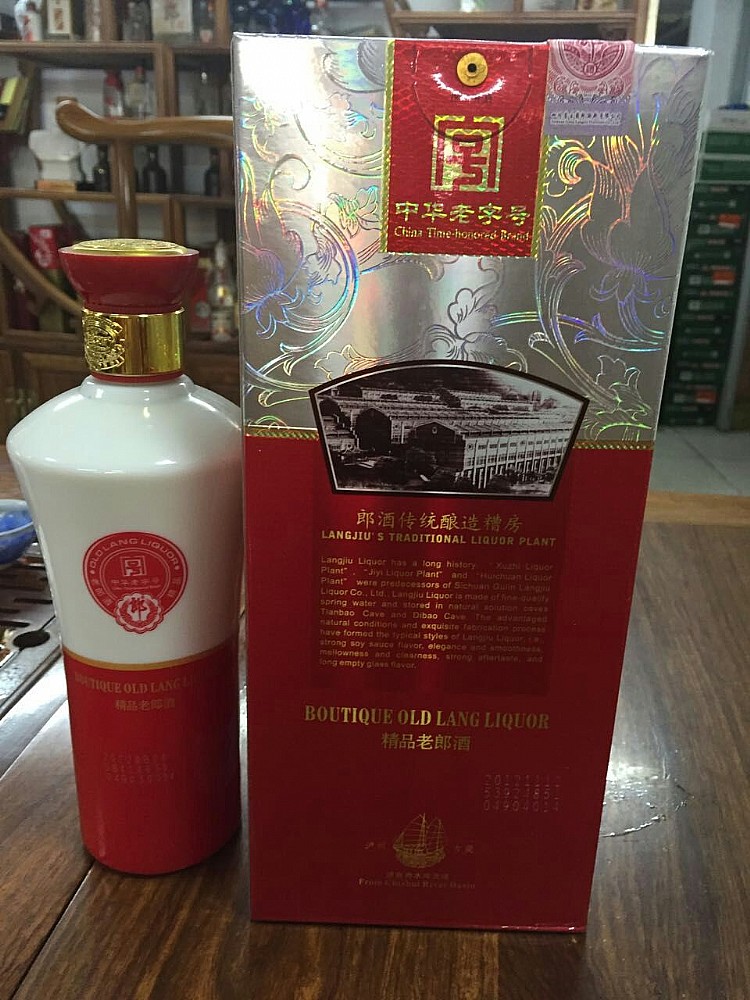 中华老字号
China Time-honored Brand
郎酒传统酿造糟房
LANGJIU'S TRADITIONAL LIQUOR PLANT
Langjiu Liquor has a long history. "Xuzhi Liquor
Plant", "Jiyi Liquor Plant" and "Huichuan Liquor
Plant" were predecessors of Sichuan Gulin Langjiu
Liquor Co., Ltd., Langjiu Liquor is made of fine quality
spring water and stored in natural solution caves
Tianbao Cave and Dibao Cave. The advantaged
natural conditions and exquisite fabrication process
have formed the typical styles of Langjiu Liquor, i.e.,
strong soy sauce flavor, elegance and smoothness,
mellowness and clearness, strong aftertaste, and
long empty glass flavor.
BOUTIQUE OLD LANG LIQUOR
精品老郎酒
20121112
04904614
From Chishui River Basin
OLD LANG LIQUOR
中华老字号
郎
BOUTIQUE OLD LANG LI
精品老郎酒